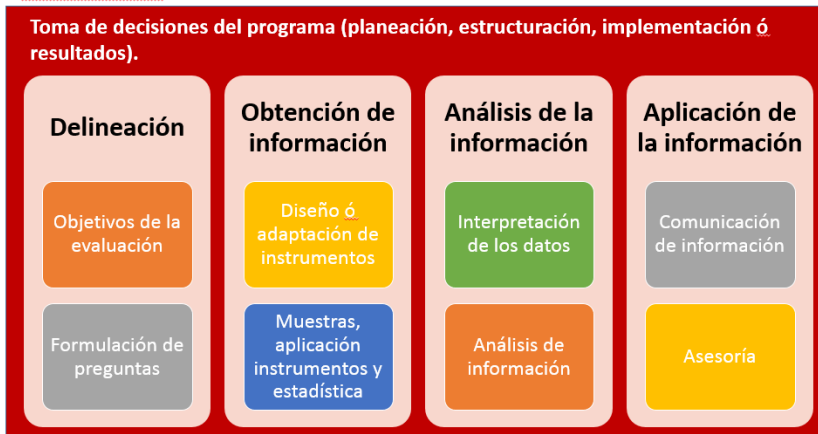 Toma de decisiones del programa (planeación, estructuración, implementación ó
resultados).
Delineación
Objetivos de la
evaluación
Formulación de
preguntas
Obtención de
información
Diseño ó
adaptación de
instrumentos
Muestras,
aplicación
instrumentos y
estadística
Análisis de la
información
Interpretación
de los datos
Análisis de
información
Aplicación de
la información
Comunicación
de información
Asesoría